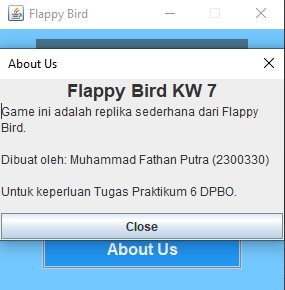 Flappy Bird
About Us
Flappy Bird KW 7
Game ini adalah replika sederhana dari Flappy
Bird.
Dibuat oleh: Muhammad Fathan Putra (2300330)
Untuk keperluan Tugas Praktikum 6 DPBO.
Close
About Us